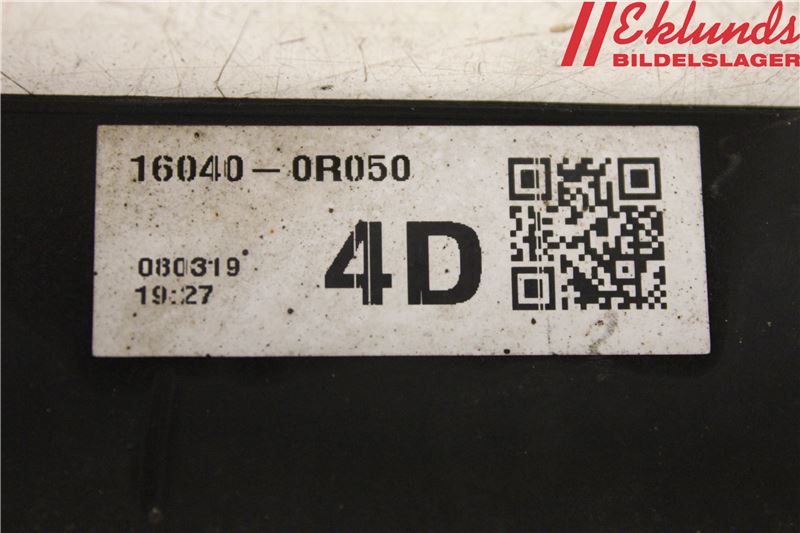 Eklunds
BILDELSLAGER
16040-0R050
080319
19:27
4D